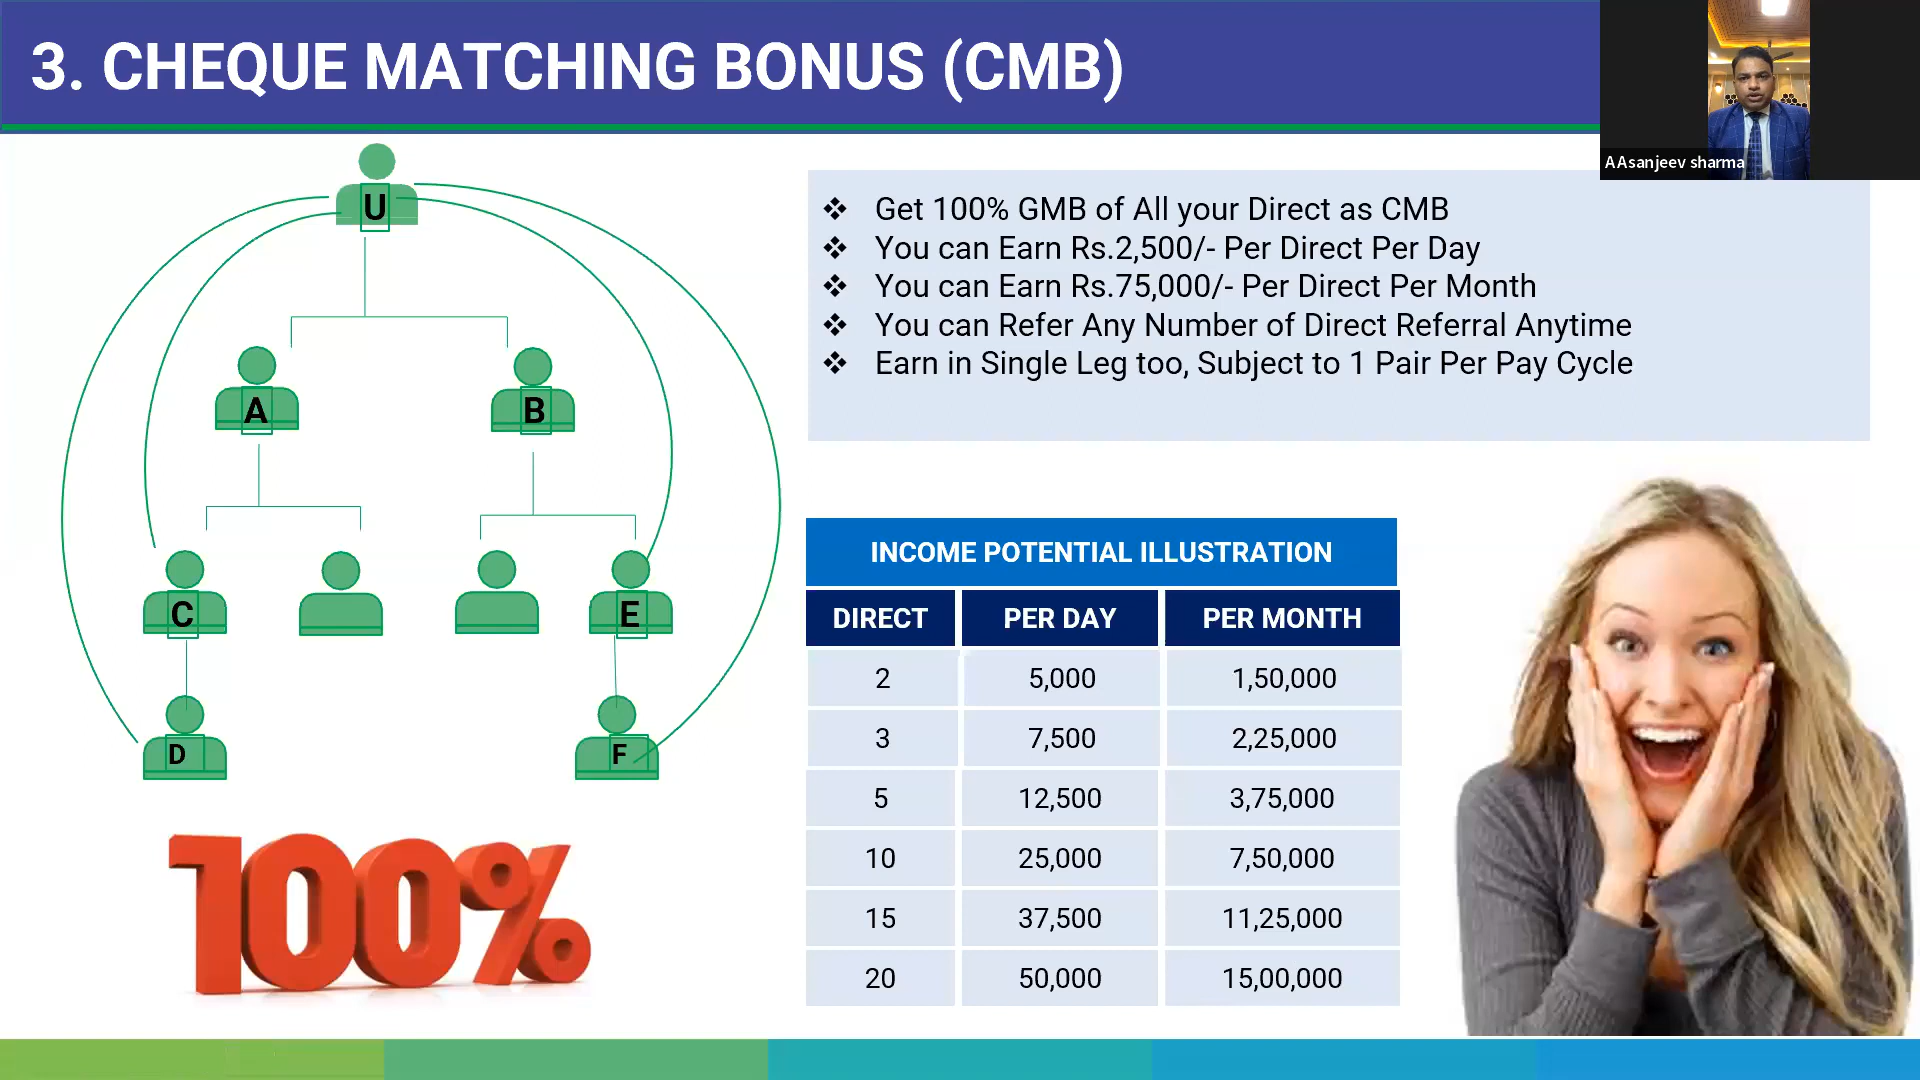 3. CHEQUE MATCHING BONUS (CMB)
AAsanjeev sharma
U
A
B
C
E
D
F
100%
❖ Get 100% GMB of All your Direct as CMB
❖ You can Earn Rs.2,500/- Per Direct Per Day
❖ You can Earn Rs.75,000/- Per Direct Per Month
❖ You can Refer Any Number of Direct Referral Anytime
❖ Earn in Single Leg too, Subject to 1 Pair Per Pay Cycle
INCOME POTENTIAL ILLUSTRATION
DIRECT PER DAY PER MONTH
2 5,000 1,50,000
3 7,500 2,25,000
5 12,500 3,75,000
10 25,000 7,50,000
15 37,500 11,25,000
20 50,000 15,00,000